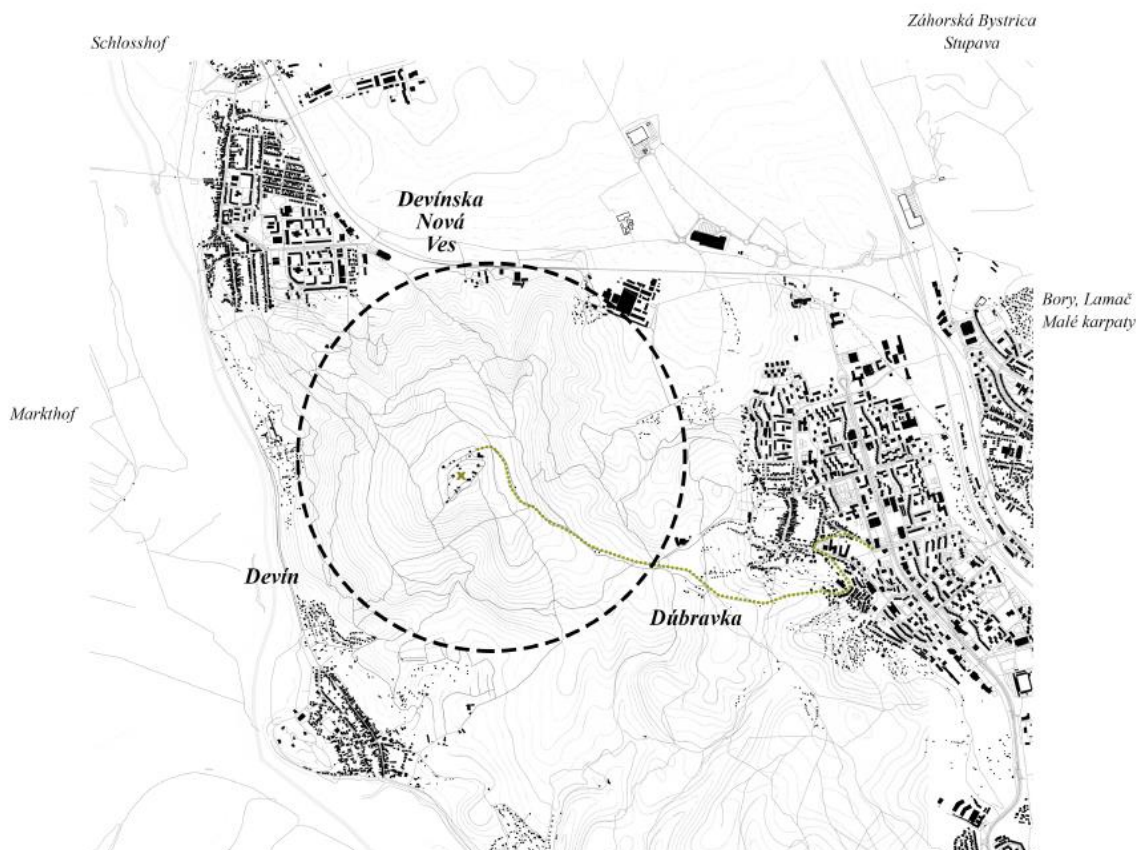 Záhorská Bystrica
Stupava
Schlosshof
Devínska
Nová
Ves
Bory, Lamač
Malé karpaty
Markthof
Devín
Dúbravka